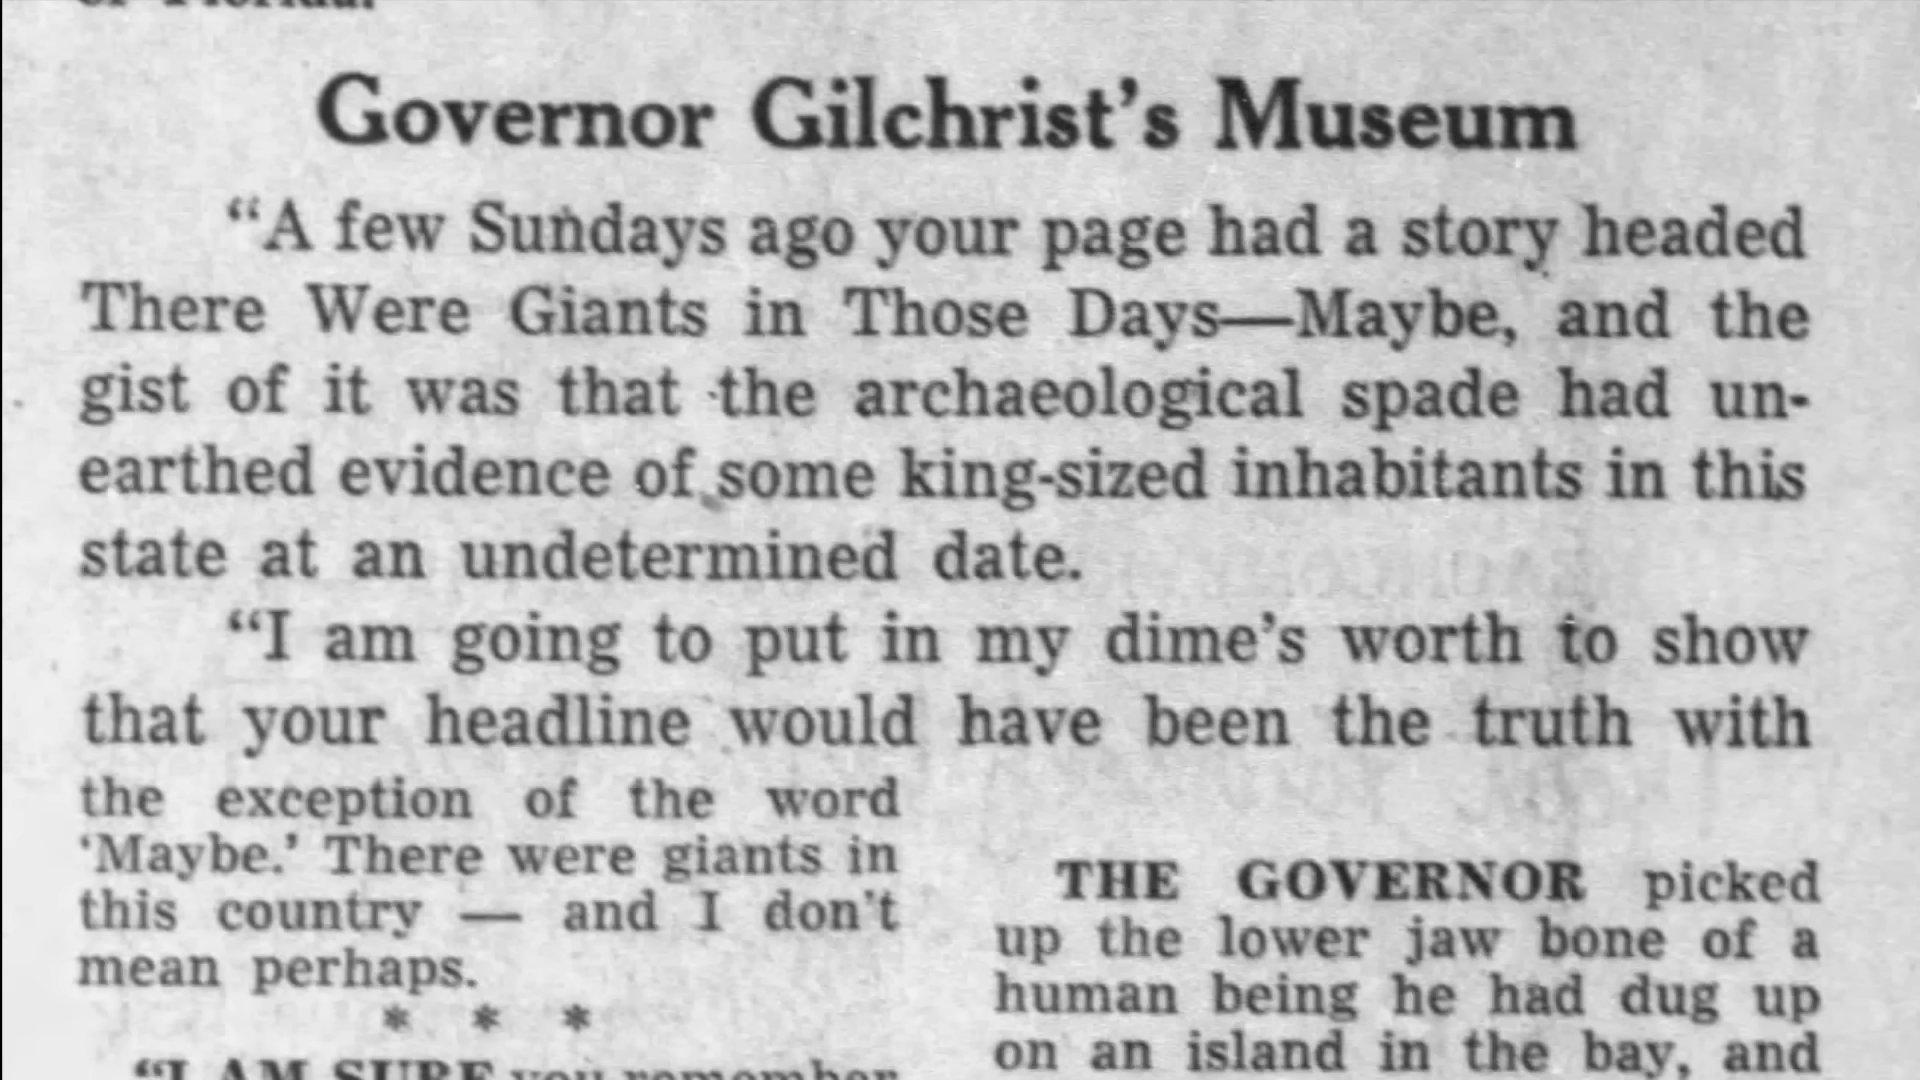 of Florida.
Governor Gilchrist's Museum
"A few Sundays ago your page had a story headed
There Were Giants in Those Days—Maybe, and the
gist of it was that the archaeological spade had un-
earthed evidence of some king-sized inhabitants in this
state at an undetermined date.
"I am going to put in my dime's worth to show
that your headline would have been the truth with
the exception of the word
'Maybe.' There were giants in
this country — and I don't
mean perhaps.
* * *
"I AM SURE you remember
THE GOVERNOR picked
up the lower jaw bone of a
human being he had dug up
on an island in the bay, and